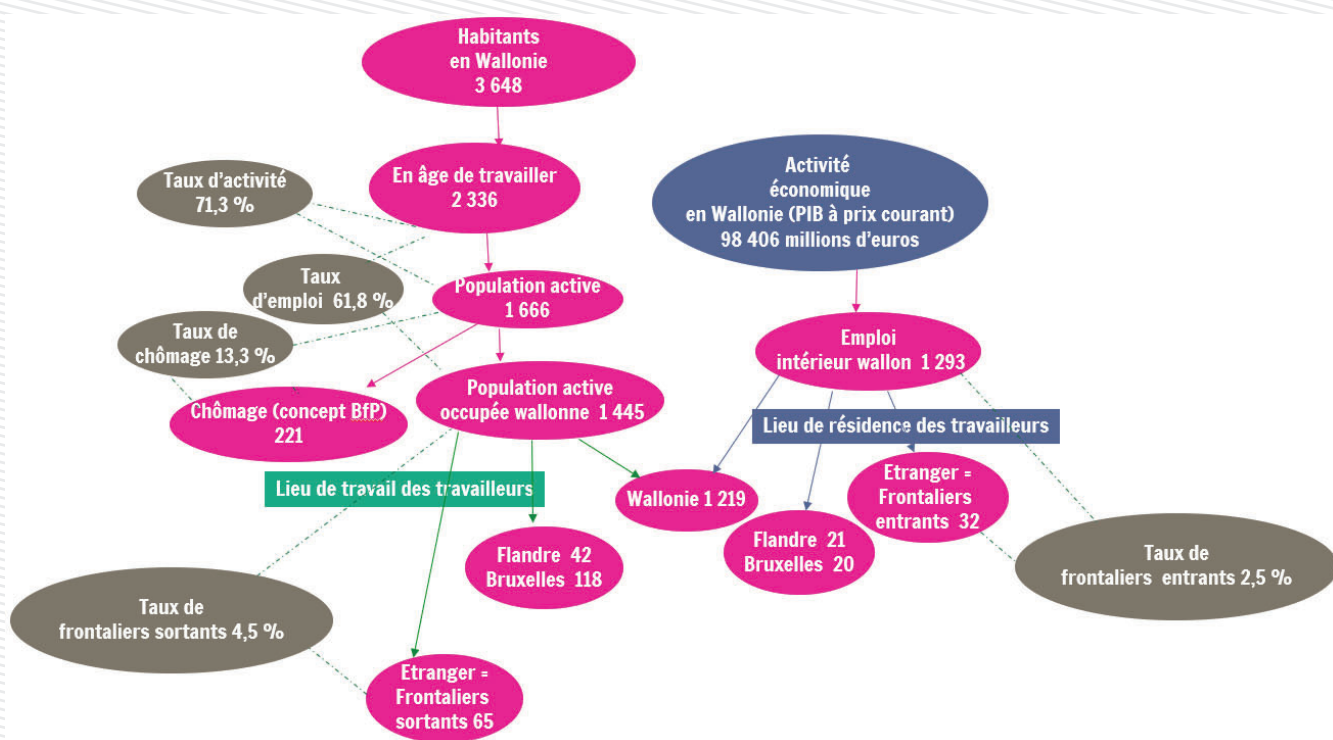 Habitants
en Wallonie
3 648
En âge de travailler
2 336
Taux d'activité
71,3 %
Taux
d'emploi 61,8 %
Population active
1 666
Taux de
chômage 13,3 %
Chômage (concept BfP)
221
Population active
occupée wallonne 1 445
Lieu de travail des travailleurs
Flandre 42
Bruxelles 118
Taux de
frontaliers sortants 4,5 %
Etranger =
Frontaliers
sortants 65
Activité
économique
en Wallonie (PIB à prix courant)
98 406 millions d'euros
Emploi
intérieur wallon 1 293
Lieu de résidence des travailleurs
Wallonie 1 219
Flandre 21
Bruxelles 20
Etranger =
Frontaliers
entrants 32
Taux de
frontaliers entrants 2,5 %